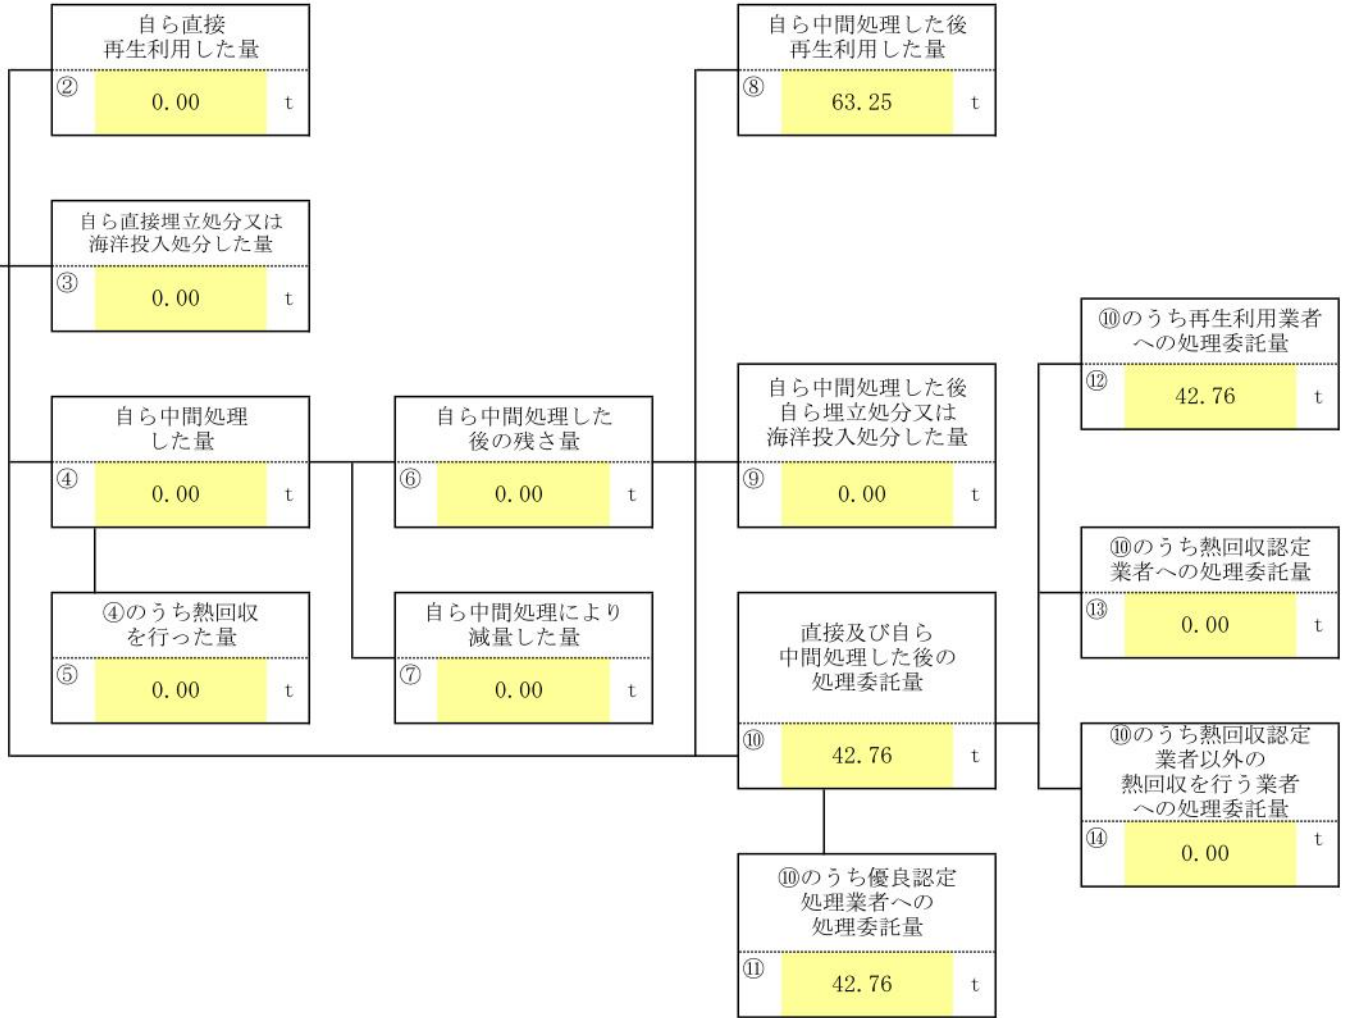 自ら直接
再生利用した量
② 0.00 t
自ら中間処理した後
再生利用した量
⑧ 63.25 t
自ら直接埋立処分又は
海洋投入処分した量
③ 0.00 t
⑩のうち再生利用業者
への処理委託量
⑫ 42.76 t
自ら中間処理
した量
④ 0.00 t
自ら中間処理した
後の残さ量
⑥ 0.00 t
自ら中間処理した後
自ら埋立処分又は
海洋投入処分した量
⑨ 0.00 t
⑩のうち熱回収認定
業者への処理委託量
⑬ 0.00 t
④のうち熱回収
を行った量
⑤ 0.00 t
自ら中間処理により
減量した量
⑦ 0.00 t
直接及び自ら
中間処理した後の
処理委託量
⑩ 42.76 t
⑩のうち熱回収認定
業者以外の
熱回収を行う業者
への処理委託量
⑭ 0.00 t
⑩のうち優良認定
処理業者への
処理委託量
⑪ 42.76 t